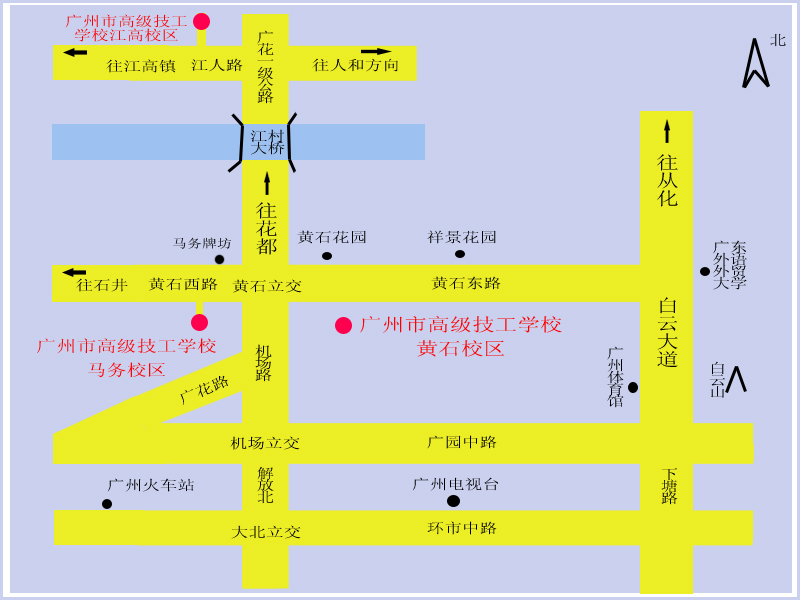 广州市高级技工
学校江高校区
北
往江高镇
江人路
广花一级公路
往人和方向
江村
大桥
往从化
往花都
马务牌坊
黄石花园
祥景花园
广东
外语
外贸
大学
往石井
黄石西路
黄石立交
黄石东路
白云大道
广州市高级技工学校
马务校区
广州市高级技工学校
黄石校区
机场路
广州体育馆
白云山
广花路
机场立交
广园中路
解放北
下塘路
广州火车站
广州电视台
大北立交
环市中路